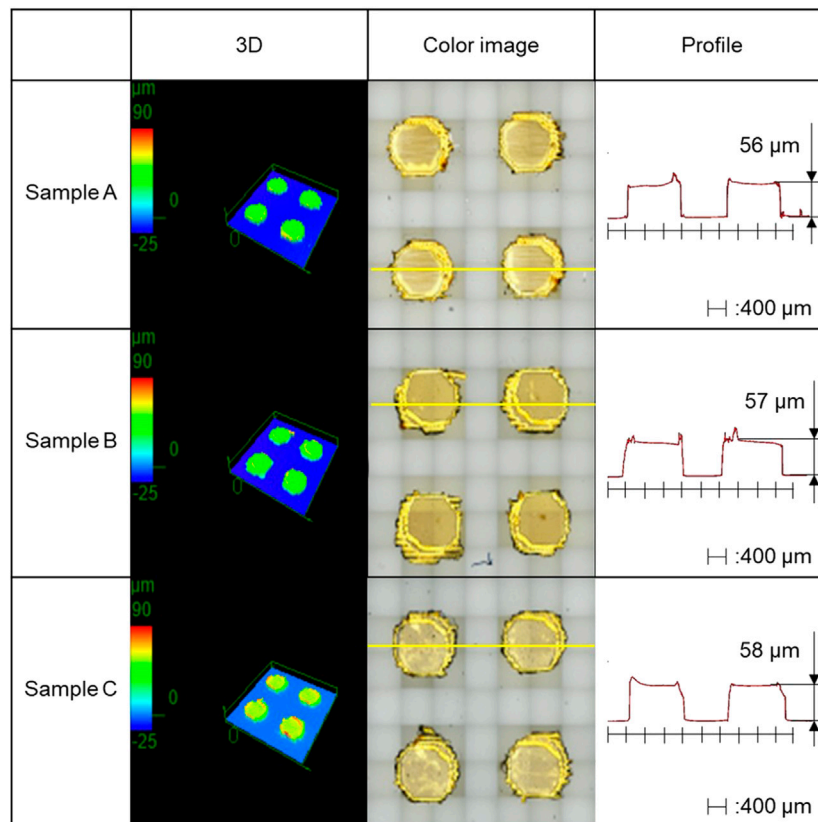 3D
Color image
Profile
Sample A
µm
90
0
-25
0
56 µm
:400 µm
Sample B
µm
90
0
-25
0
57 µm
:400 µm
Sample C
µm
90
0
-25
0
58 µm
:400 µm